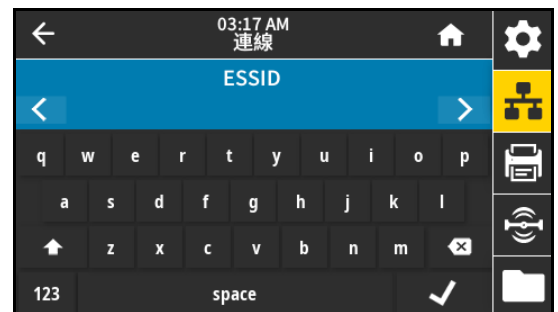 03:17 AM
連線
ESSID
q w e r t y u i o p
a s d f g h j k l
z x c v b n m
123 space